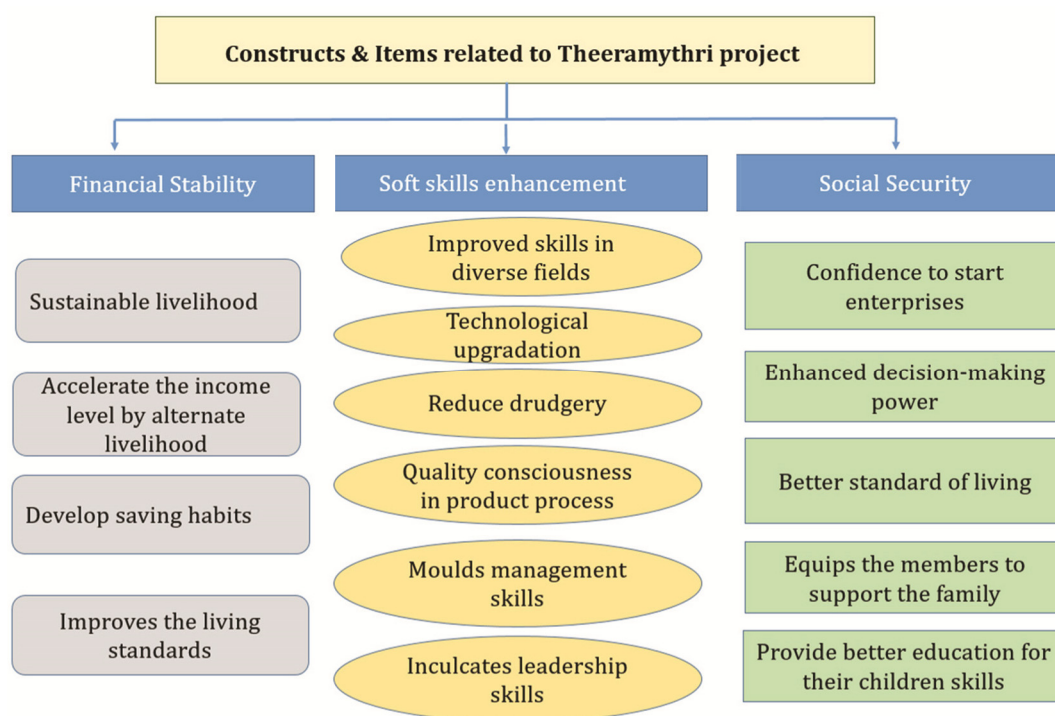 Constructs & Items related to Theeramythri project
Financial Stability
Sustainable livelihood
Accelerate the income
level by alternate
livelihood
Develop saving habits
Improves the living
standards
Soft skills enhancement
Improved skills in
diverse fields
Technological
upgradation
Reduce drudgery
Quality consciousness
in product process
Moulds management
skills
Inculcates leadership
skills
Social Security
Confidence to start
enterprises
Enhanced decision-making
power
Better standard of living
Equips the members to
support the family
Provide better education for
their children skills